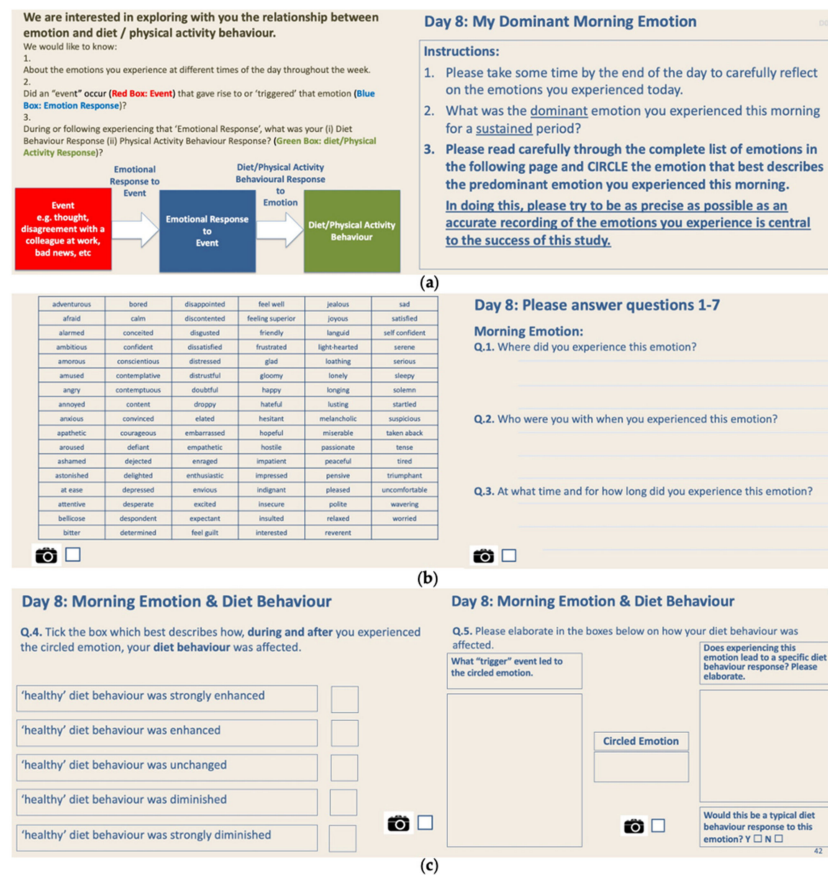 We are interested in exploring with you the relationship between
emotion and diet / physical activity behaviour.
We would like to know:
1.
About the emotions you experience at different times of the day throughout the week.
2.
Did an “event” occur (Red Box: Event) that gave rise to or ‘triggered’ that emotion (Blue
Box: Emotion Response)?
3.
During or following experiencing that ‘Emotional Response’, what was your (i) Diet
Behaviour Response (ii) Physical Activity Behaviour Response? (Green Box: diet/Physical
Activity Response)?
Emotional
Response to
Event
Diet/Physical Activity
Behavioural Response
to
Emotion
Event
e.g. thought,
disagreement with a
colleague at work,
bad news, etc
Emotional Response
to
Event
Diet/Physical Activity
Behaviour
Day 8: My Dominant Morning Emotion
Instructions:
1. Please take some time by the end of the day to carefully reflect
on the emotions you experienced today.
2. What was the dominant emotion you experienced this morning
for a sustained period?
3. Please read carefully through the complete list of emotions in
the following page and CIRCLE the emotion that best describes
the predominant emotion you experienced this morning.
In doing this, please try to be as precise as possible as an
accurate recording of the emotions you experience is central
to the success of this study.
(a)
adventurous bored disappointed feel well jealous sad
afraid calm discontented feeling superior joyous satisfied
alarmed conceited disgusted friendly languid self confident
ambitious confident dissatisfied frustrated light-hearted serene
amorous conscientious distressed glad loathing serious
amused contemplative distrustful gloomy lonely sleepy
angry contemptuous doubtful happy longing solemn
annoyed content droppy hateful lusting startled
anxious convinced elated hesitant melancholic suspicious
apathetic courageous embarrassed hopeful miserable taken aback
aroused defiant empathetic hostile passionate tense
ashamed dejected enraged impatient peaceful tired
astonished delighted enthusiastic impressed pensive triumphant
at ease depressed envious indignant pleased uncomfortable
attentive desperate excited insecure polite wavering
bellicose despondent expectant insulted relaxed worried
bitter determined feel guilt interested reverent
Day 8: Please answer questions 1-7
Morning Emotion:
Q.1. Where did you experience this emotion?
Q.2. Who were you with when you experienced this emotion?
Q.3. At what time and for how long did you experience this emotion?
(b)
Day 8: Morning Emotion & Diet Behaviour
Q.4. Tick the box which best describes how, during and after you experienced
the circled emotion, your diet behaviour was affected.
‘healthy’ diet behaviour was strongly enhanced
‘healthy’ diet behaviour was enhanced
‘healthy’ diet behaviour was unchanged
‘healthy’ diet behaviour was diminished
‘healthy’ diet behaviour was strongly diminished
Day 8: Morning Emotion & Diet Behaviour
Q.5. Please elaborate in the boxes below on how your diet behaviour was
affected.
What “trigger” event led to
the circled emotion.
Circled Emotion
Does experiencing this
emotion lead to a specific diet
behaviour response? Please
elaborate.
Would this be a typical diet
behaviour response to this
emotion? Y ☐ N ☐
42
(c)